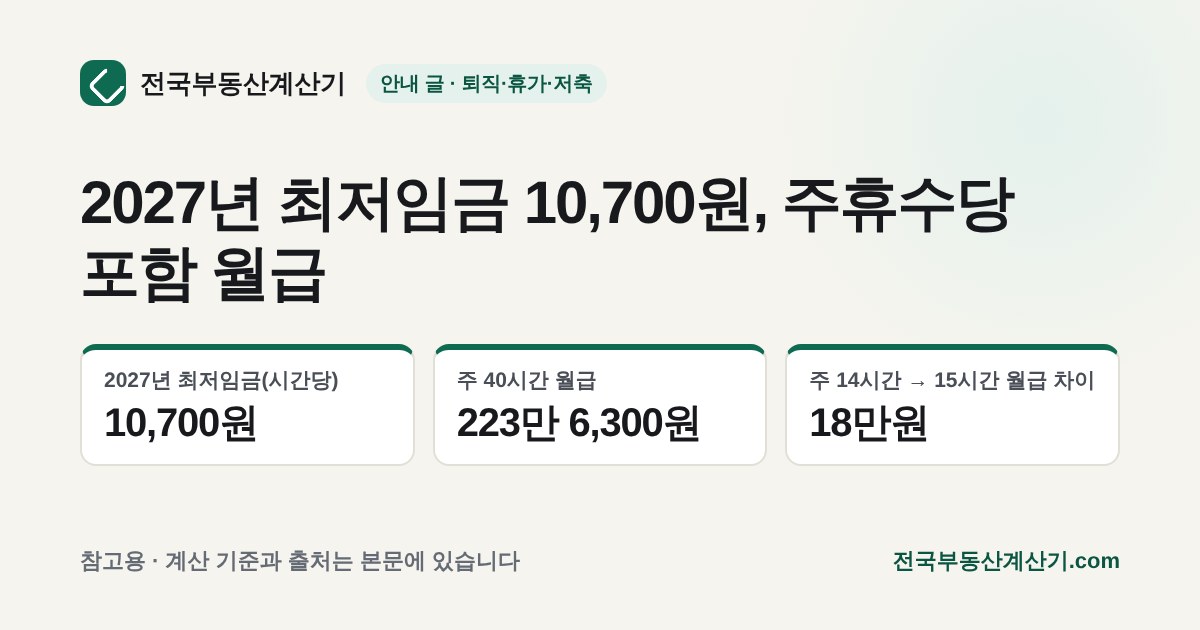 전국부동산계산기
안내 글 · 퇴직·휴가·저축
2027년 최저임금 10,700원, 주휴수당
포함 월급
2027년 최저임금(시간당)
10,700원
주 40시간 월급
223만 6,300원
주 14시간 → 15시간 월급 차이
18만원
참고용 · 계산 기준과 출처는 본문에 있습니다
전국부동산계산기.com